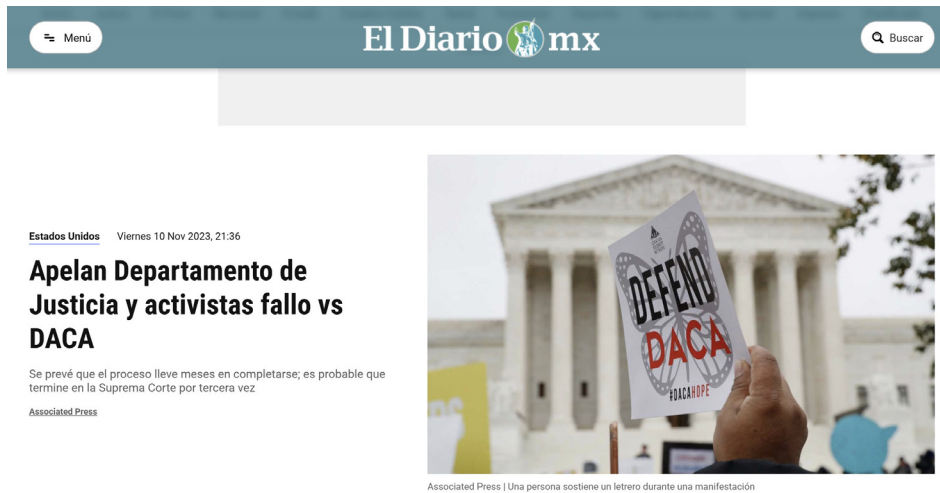 Menú
El Diario mx
Buscar
Estados Unidos Viernes 10 Nov 2023, 21:36
Apelan Departamento de
Justicia y activistas fallo vs
DACA
Se prevé que el proceso lleve meses en completarse; es probable que
termine en la Suprema Corte por tercera vez
Associated Press
DEFEND
DACA
#DACAHOPE
Associated Press | Una persona sostiene un letrero durante una manifestación